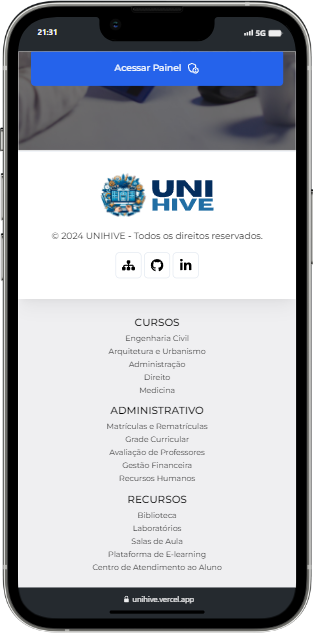 21:31
5G
Acessar Painel
UNI
HIVE
© 2024 UNIHIVE - Todos os direitos reservados.
in
CURSOS
Engenharia Civil
Arquitetura e Urbanismo
Administração
Direito
Medicina
ADMINISTRATIVO
Matrículas e Rematrículas
Grade Curricular
Avaliação de Professores
Gestão Financeira
Recursos Humanos
RECURSOS
Biblioteca
Laboratórios
Salas de Aula
Plataforma de E-learning
Centro de Atendimento ao Aluno
unihive.vercel.app